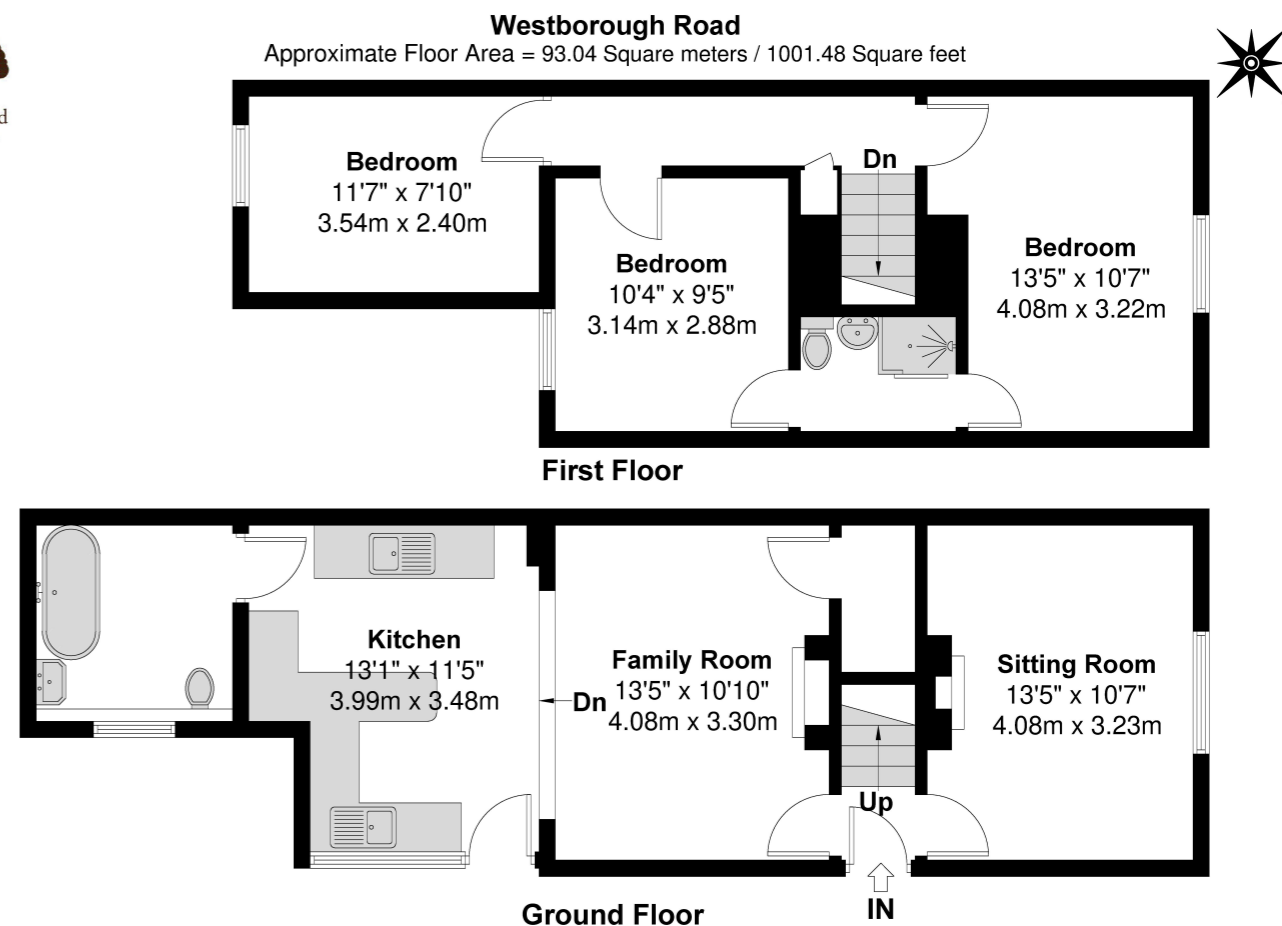 Westborough Road
Approximate Floor Area = 93.04 Square meters / 1001.48 Square feet
d
Bedroom
11'7" x 7'10"
3.54m x 2.40m
Dn
Bedroom
10'4" x 9'5"
3.14m x 2.88m
Bedroom
13'5" x 10'7"
4.08m x 3.22m
First Floor
Kitchen
13'1" x 11'5"
3.99m x 3.48m
Dn
Family Room
13'5" x 10'10"
4.08m x 3.30m
Sitting Room
13'5" x 10'7"
4.08m x 3.23m
Up
IN
Ground Floor